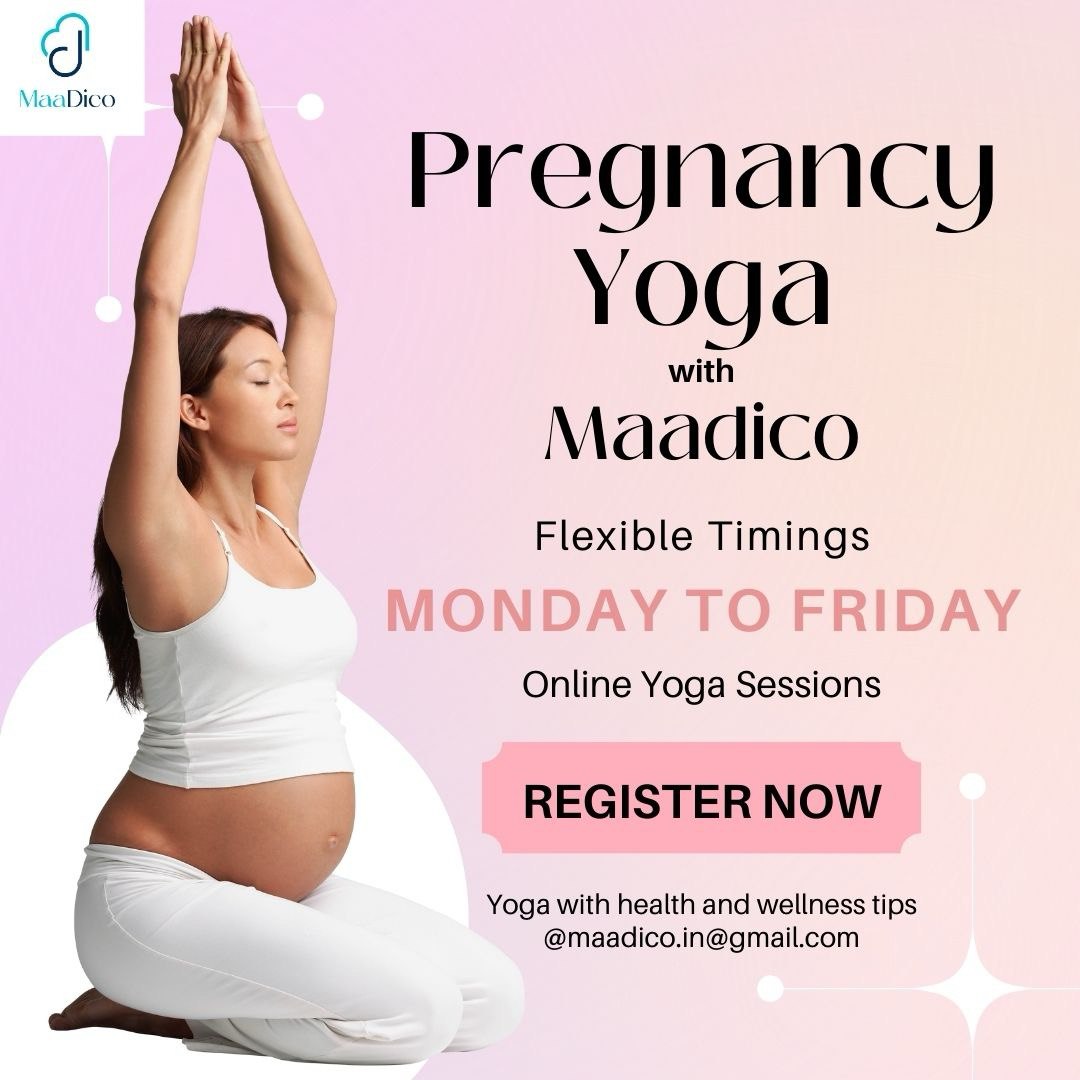 MaaDico
Pregnancy
Yoga
with
Maadico
Flexible Timings
MONDAY TO FRIDAY
Online Yoga Sessions
REGISTER NOW
Yoga with health and wellness tips
@maadico.in@gmail.com